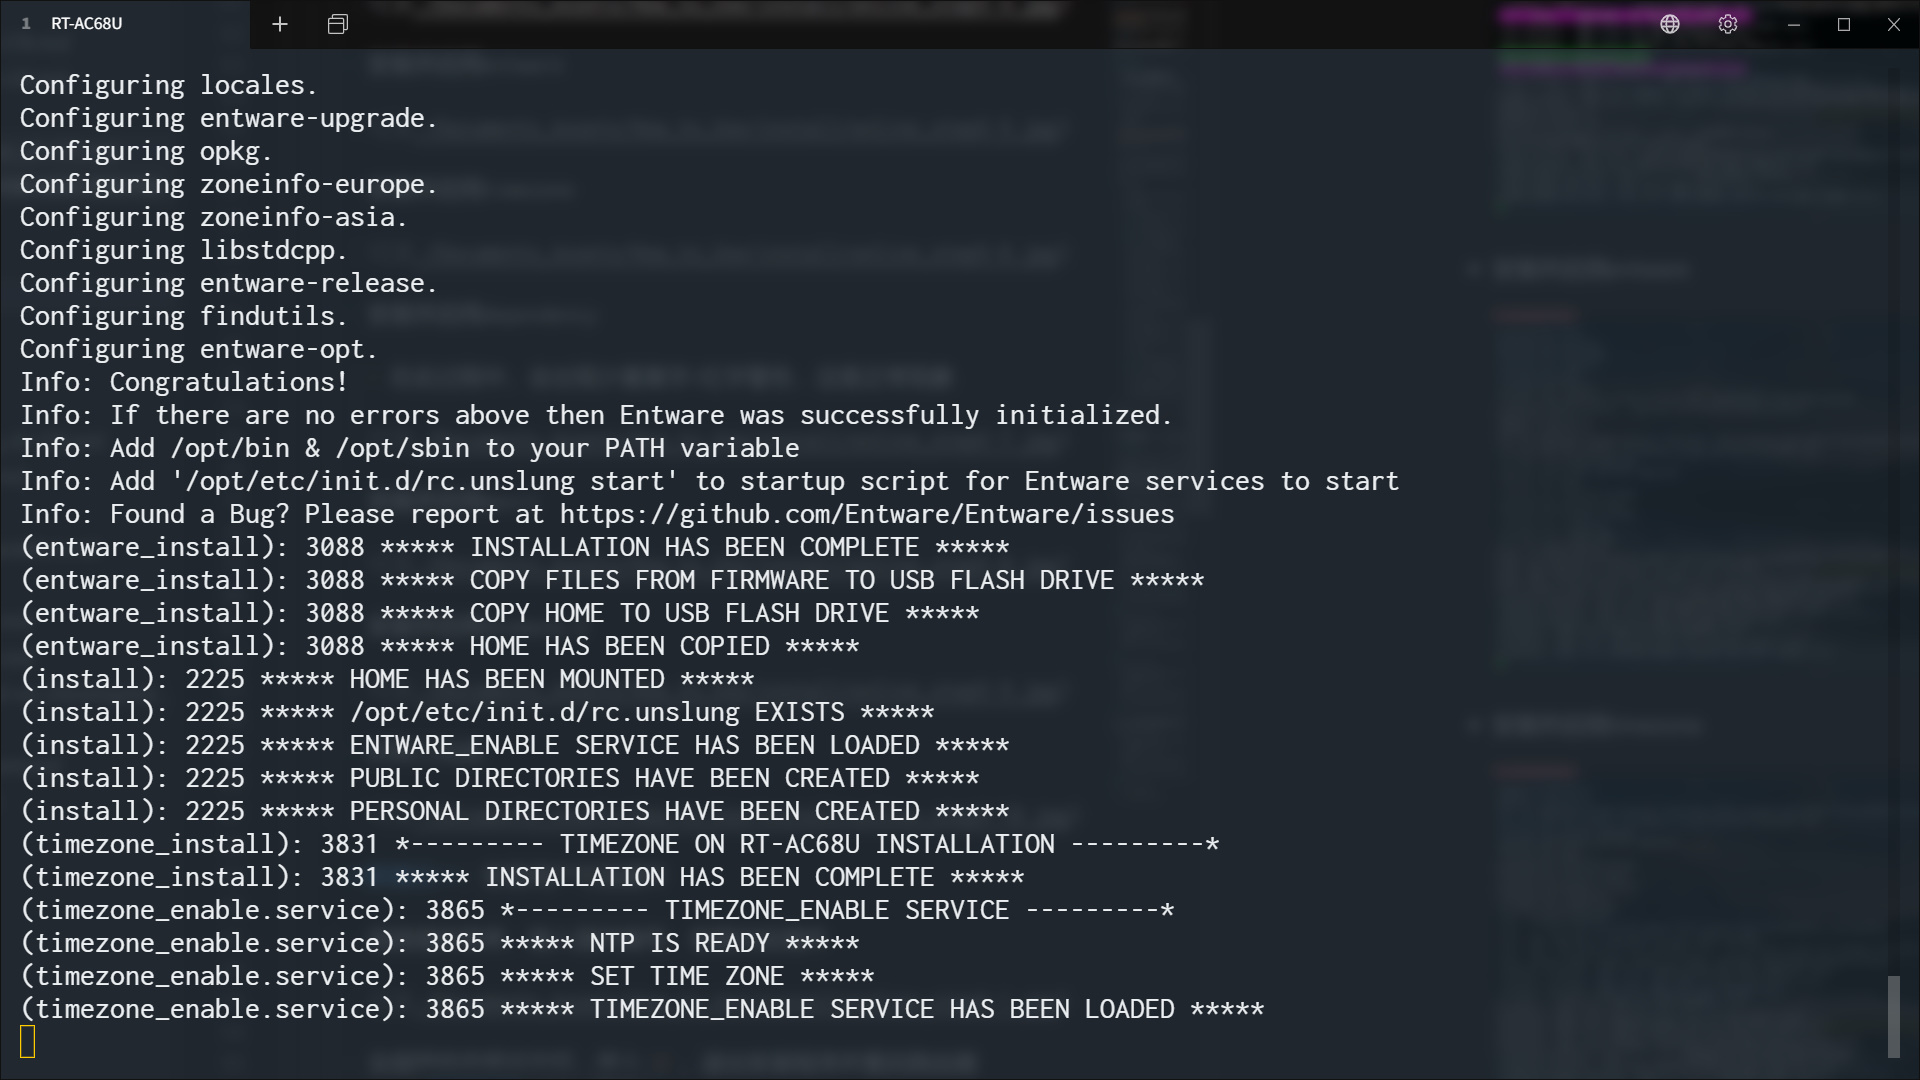 1 RT-AC68U
Configuring locales.
Configuring entware-upgrade.
Configuring opkg.
Configuring zoneinfo-europe.
Configuring zoneinfo-asia.
Configuring libstdcpp.
Configuring entware-release.
Configuring findutils.
Configuring entware-opt.
Info: Congratulations!
Info: If there are no errors above then Entware was successfully initialized.
Info: Add /opt/bin & /opt/sbin to your PATH variable
Info: Add '/opt/etc/init.d/rc.unslung start' to startup script for Entware services to start
Info: Found a Bug? Please report at https://github.com/Entware/Entware/issues
(entware_install): 3088 ***** INSTALLATION HAS BEEN COMPLETE *****
(entware_install): 3088 ***** COPY FILES FROM FIRMWARE TO USB FLASH DRIVE *****
(entware_install): 3088 ***** COPY HOME TO USB FLASH DRIVE *****
(entware_install): 3088 ***** HOME HAS BEEN COPIED *****
(install): 2225 ***** HOME HAS BEEN MOUNTED *****
(install): 2225 ***** /opt/etc/init.d/rc.unslung EXISTS *****
(install): 2225 ***** ENTWARE_ENABLE SERVICE HAS BEEN LOADED *****
(install): 2225 ***** PUBLIC DIRECTORIES HAVE BEEN CREATED *****
(install): 2225 ***** PERSONAL DIRECTORIES HAVE BEEN CREATED *****
(timezone_install): 3831 *--------- TIMEZONE ON RT-AC68U INSTALLATION ---------*
(timezone_install): 3831 ***** INSTALLATION HAS BEEN COMPLETE *****
(timezone_enable.service): 3865 *--------- TIMEZONE_ENABLE SERVICE ---------*
(timezone_enable.service): 3865 ***** NTP IS READY *****
(timezone_enable.service): 3865 ***** SET TIME ZONE *****
(timezone_enable.service): 3865 ***** TIMEZONE_ENABLE SERVICE HAS BEEN LOADED *****